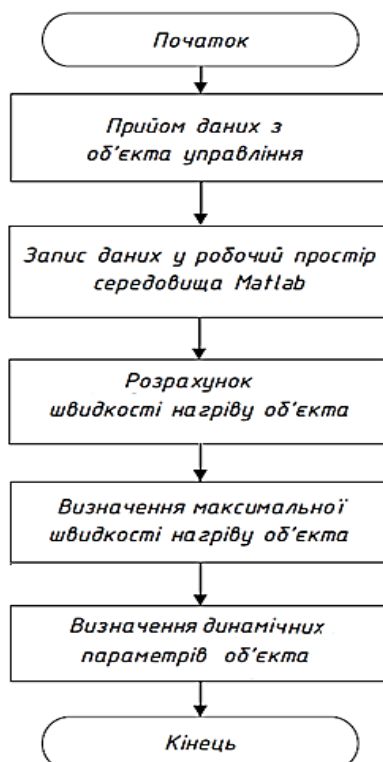 Початок
Прийом даних з
об'єкта управління
Запис даних у робочий простір
середовища Matlab
Розрахунок
швидкості нагріву об'єкта
Визначення максимальної
швидкості нагріву об'єкта
Визначення динамічних
параметрів об'єкта
Кінець